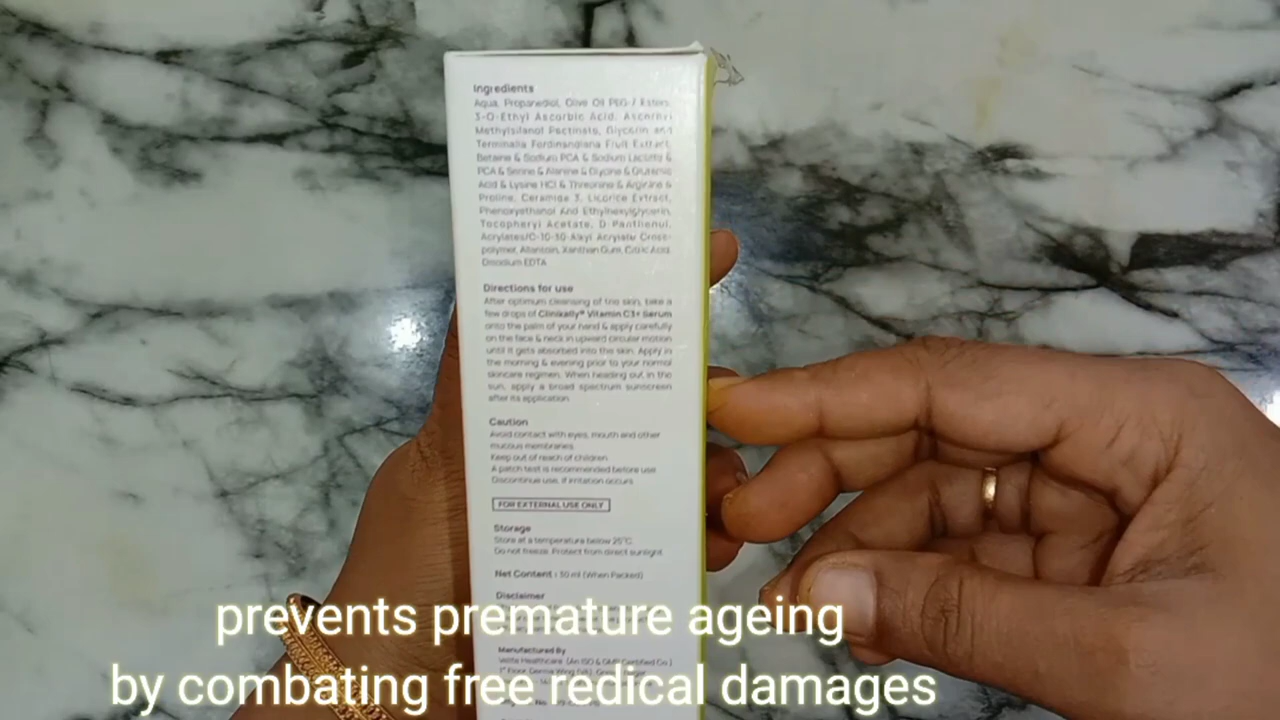 Ingredients
Aqua, Propanediol, Olive Oil PEG-7 Esters,
3-O-Ethyl Ascorbic Acid, Ascorbyl
Methylsilanol Pectinate, Glycerin and
Terminalia Ferdinandiana Fruit Extract,
Betaine & Sodium PCA & Sodium Lactate &
PCA & Serine & Alanine & Glycine & Glutamic
Acid & Lysine HCl & Threonine & Arginine &
Proline, Ceramide 3, Licorice Extract,
Phenoxyethanol And Ethylhexylglycerin,
Tocopheryl Acetate, D-Panthenol,
Acrylates/C-10-30-Alkyl Acrylate Cross-
polymer, Allantoin, Xanthan Gum, Citric Acid,
Disodium EDTA
Directions for use
After optimum cleansing of the skin, take a
few drops of Clinikally® Vitamin C3+ Serum
onto the palm of your hand & apply carefully
on the face & neck in upward circular motion
until it gets absorbed into the skin. Apply in
the morning & evening prior to your normal
skincare regimen. When heading out in the
sun, apply a broad spectrum sunscreen
after its application.
Caution
Avoid contact with eyes, mouth and other
mucous membranes.
Keep out of reach of children.
A patch test is recommended before use.
Discontinue use, if irritation occurs.
FOR EXTERNAL USE ONLY
Storage
Store at a temperature below 25°C.
Do not freeze. Protect from direct sunlight.
Net Content : 30 ml (When Packed)
Disclaimer
prevents premature ageing
Manufactured By
Healthcare (An ISO & GMP Certified Co.)
by combating free redical damages